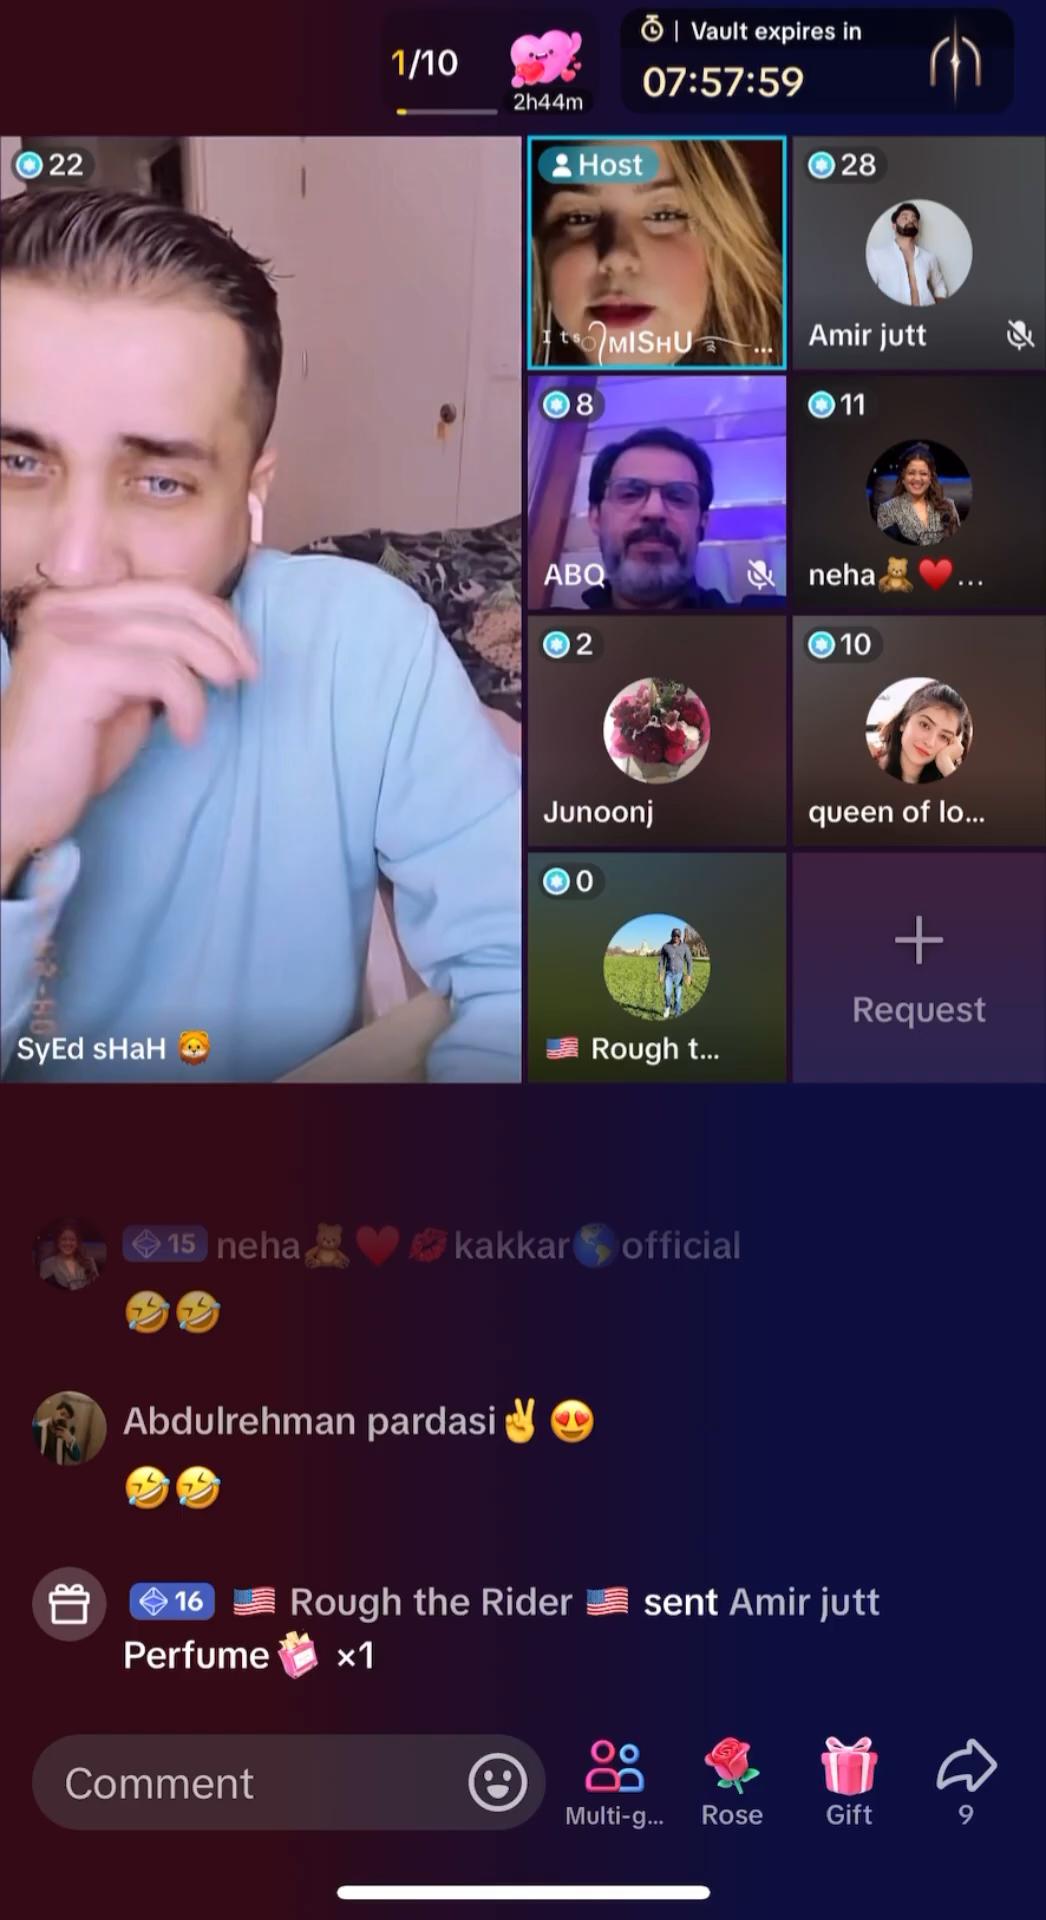 1/10
2h44m
Vault expires in
07:57:59
22
Host
28
Its MISHU ...
Amir jutt
8
11
ABQ
neha🧸❤️...
2
10
Junoonj
queen of lo...
0
Request
SyEd sHaH 🦁
🇺🇸 Rough t...
15 neha🧸❤️💋kakkar🌎official
🤣🤣
Abdulrehman pardasi✌️😍
🤣🤣
16 🇺🇸 Rough the Rider 🇺🇸 sent Amir jutt
Perfume ×1
Comment
Multi-g...
Rose
Gift
9